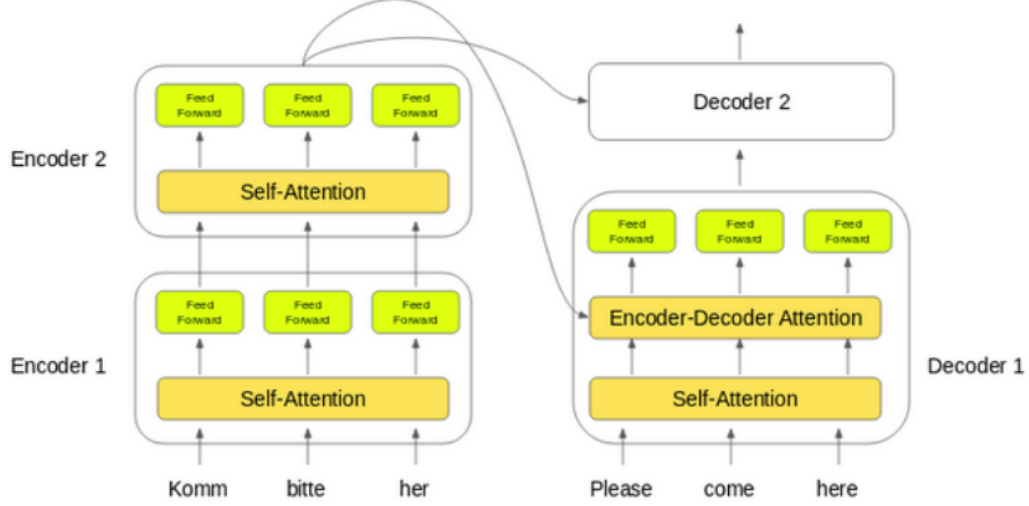 Feed
Forward
Feed
Forward
Feed
Forward
Encoder 2
Self-Attention
Feed
Forward
Feed
Forward
Feed
Forward
Encoder 1
Self-Attention
Komm
bitte
her
Decoder 2
Feed
Forward
Feed
Forward
Feed
Forward
Encoder-Decoder Attention
Decoder 1
Self-Attention
Please
come
here